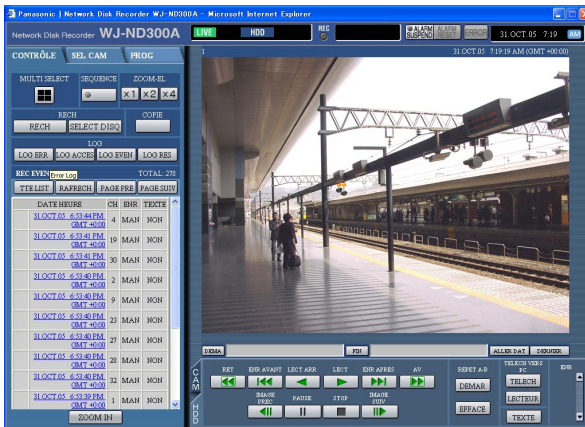 Panasonic | Network Disk Recorder WJ-ND300A - Microsoft Internet Explorer
Network Disk Recorder WJ-ND300A
LIVE HDD REC ALARM SUSPEND ALARM RESET ERROR 31.OCT.05 7:19 AM
CONTRÔLE SEL CAM PROG
1 31.OCT.05 7:19:19 AM (GMT +00:00)
MULTI SELECT SEQUENCE ZOOM-EL
x1 x2 x4
RECH COPIE
RECH SELECT DISQ
LOG
LOG ERR. LOG ACCES LOG EVEN LOG RES
REC EVEN Error Log TOTAL: 278
TTE LIST RAFRECH PAGE PRE PAGE SUIV
DATE HEURE CH ENR TEXTE
31.OCT.05 6:53:44 PM GMT +0:00 4 MAN NON
31.OCT.05 6:53:41 PM GMT +0:00 19 MAN NON
31.OCT.05 6:53:41 PM GMT +0:00 30 MAN NON
31.OCT.05 6:53:40 PM GMT +0:00 2 MAN NON
31.OCT.05 6:53:40 PM GMT +0:00 9 MAN NON
31.OCT.05 6:53:40 PM GMT +0:00 23 MAN NON
31.OCT.05 6:53:40 PM GMT +0:00 27 MAN NON
31.OCT.05 6:53:40 PM GMT +0:00 28 MAN NON
31.OCT.05 6:53:40 PM GMT +0:00 32 MAN NON
31.OCT.05 6:53:39 PM GMT +0:00 1 MAN NON
ZOOM IN
DEMA FIN ALLER DAT DERNIER
CAM
HDD
RET ENR AVANT LECT ARR LECT ENR APRES AV
IMAGE PREC PAUSE STOP IMAGE SUIV
REPET A-B
DEMAR
EFFACE
TELECH VERS PC
TELECH
LECTEUR
TEXTE
ENR